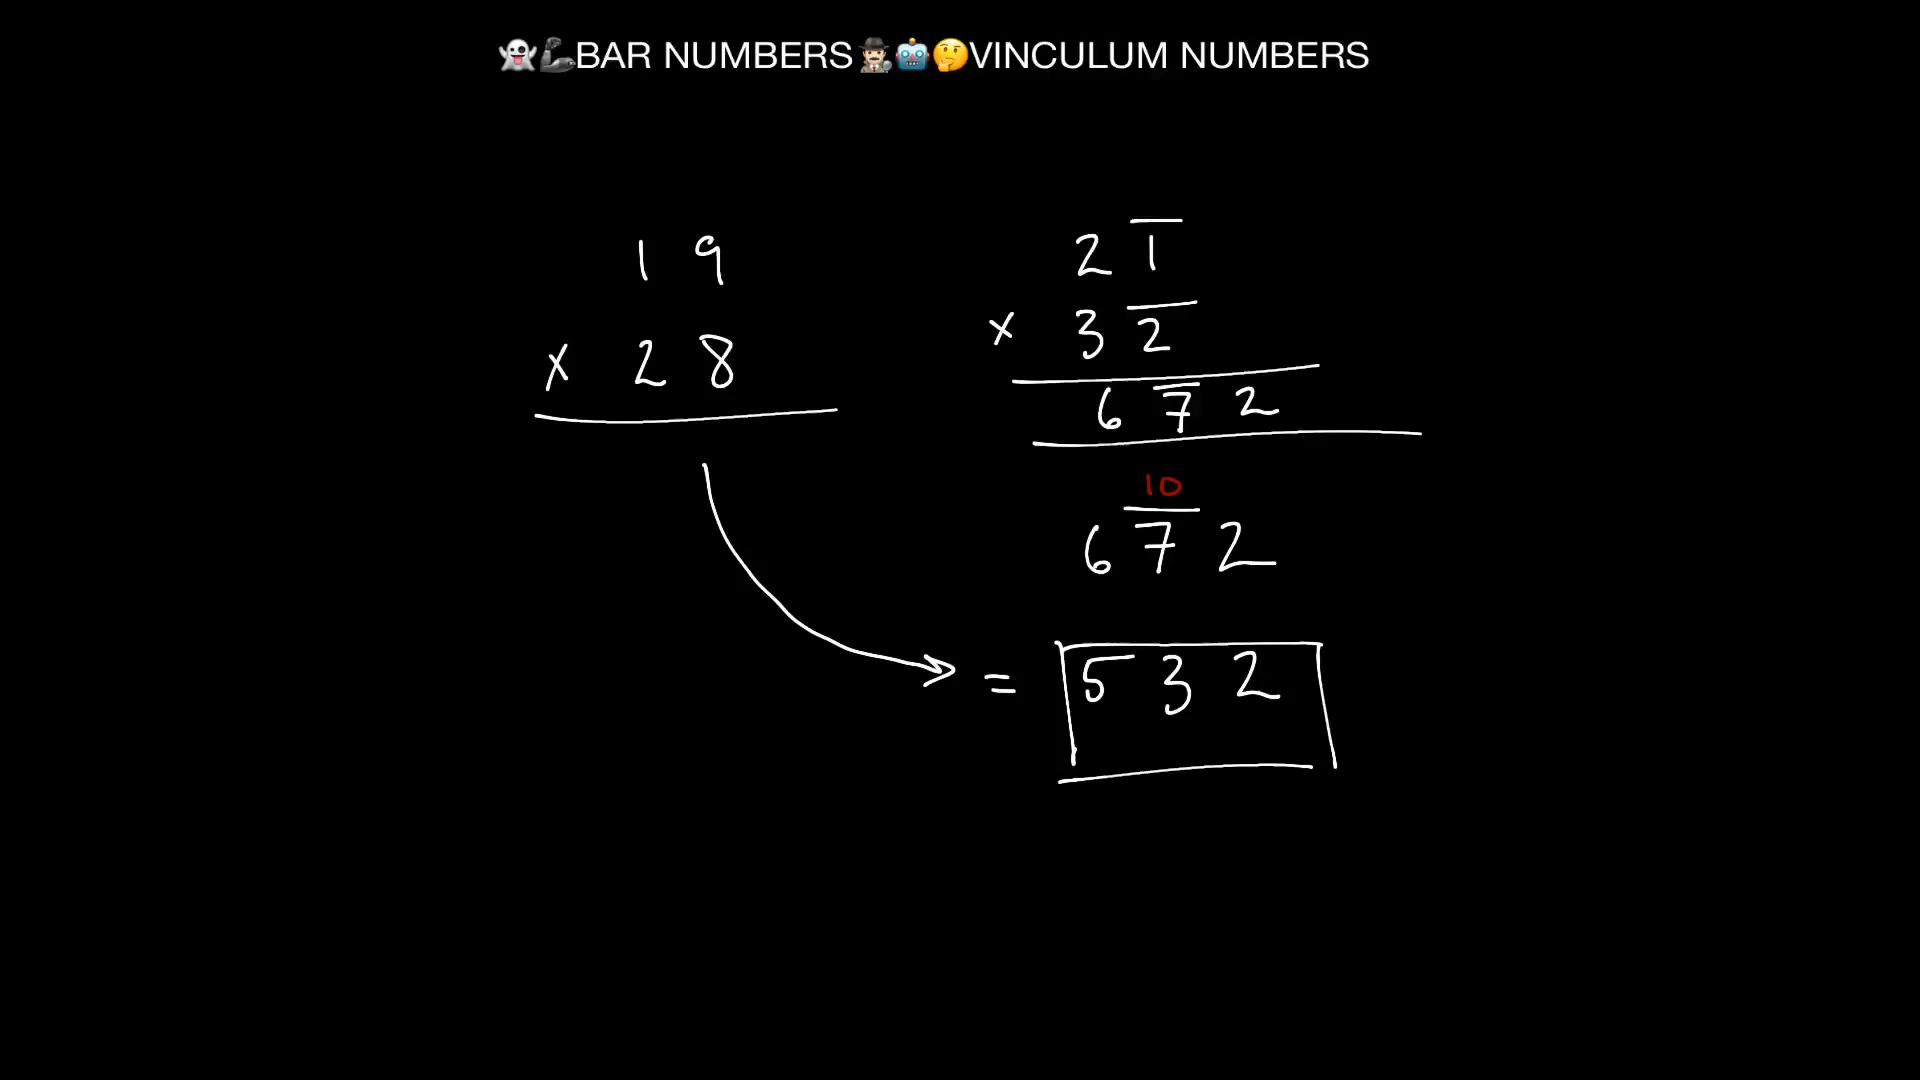 👻🦾BAR NUMBERS🕵🏻‍♂️🤖🤔VINCULUM NUMBERS
1 9
x 2 8
2 1̅
x 3 2̅
6 7̅ 2
10
6 7̅ 2
= 5 3 2